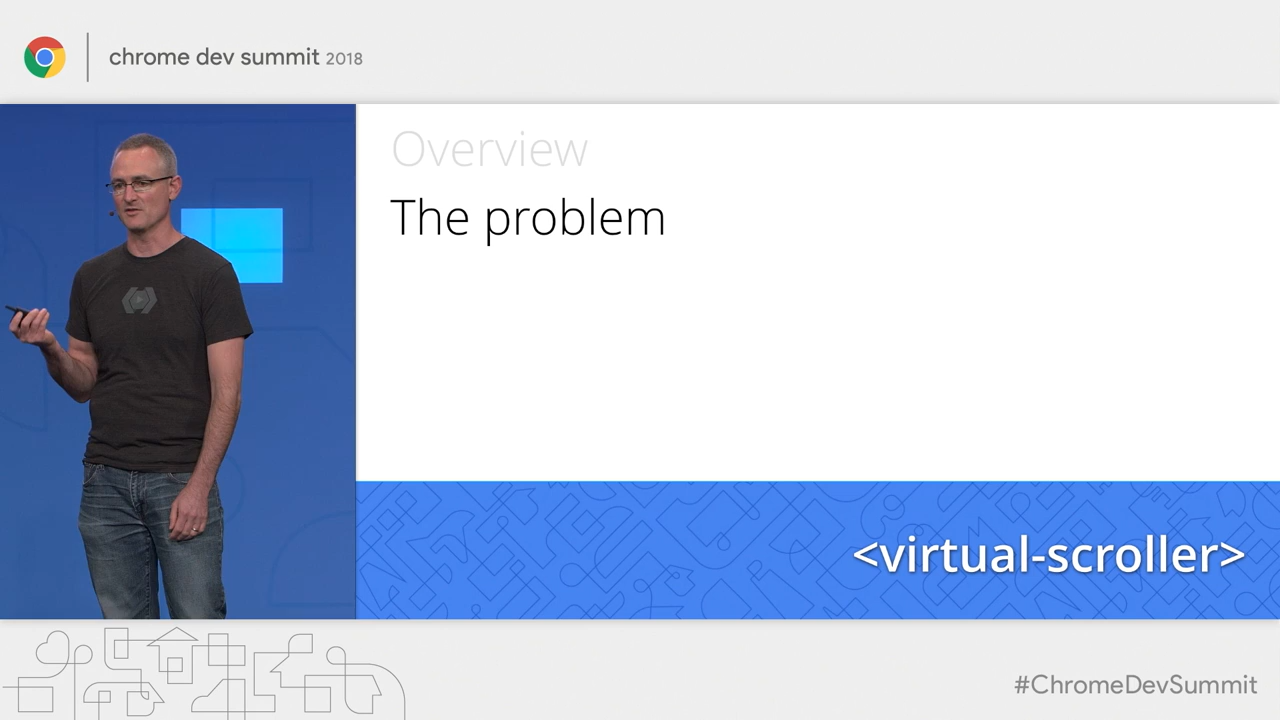 chrome dev summit 2018
Overview
The problem
<virtual-scroller>
#ChromeDevSummit